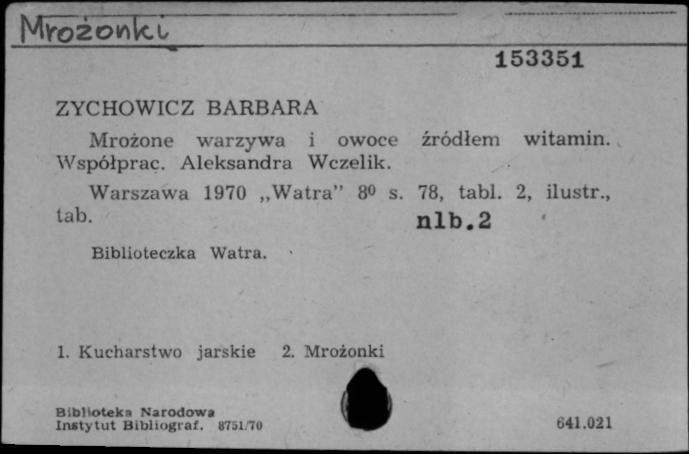 Mrożonki
153351
ZYCHOWICZ BARBARA
Mrożone warzywa i owoce źródłem witamin.
Współprac. Aleksandra Wczelik.
Warszawa 1970 „Watra” 8⁰ s. 78, tabl. 2, ilustr.,
tab. nlb.2
Biblioteczka Watra.
1. Kucharstwo jarskie 2. Mrożonki
Biblioteka Narodowa
Instytut Bibliograf. 8751/70 641.021